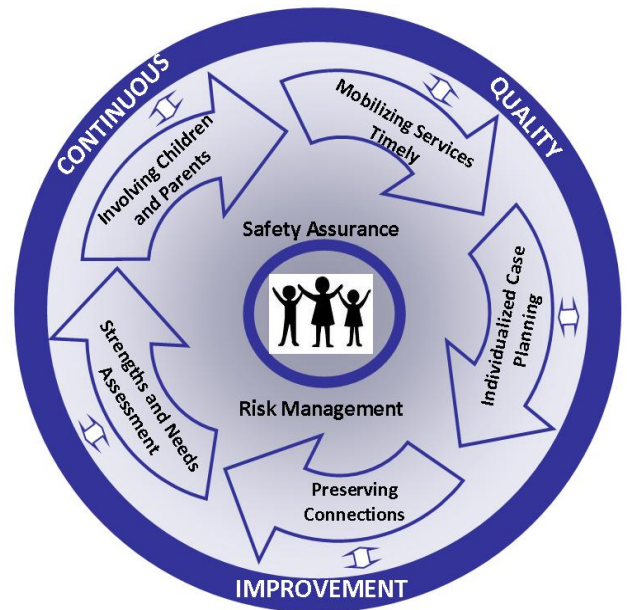 CONTINUOUS
QUALITY
IMPROVEMENT
Involving Children
and Parents
Mobilizing Services
Timely
Individualized Case
Planning
Preserving
Connections
Strengths and Needs
Assessment
Safety Assurance
Risk Management